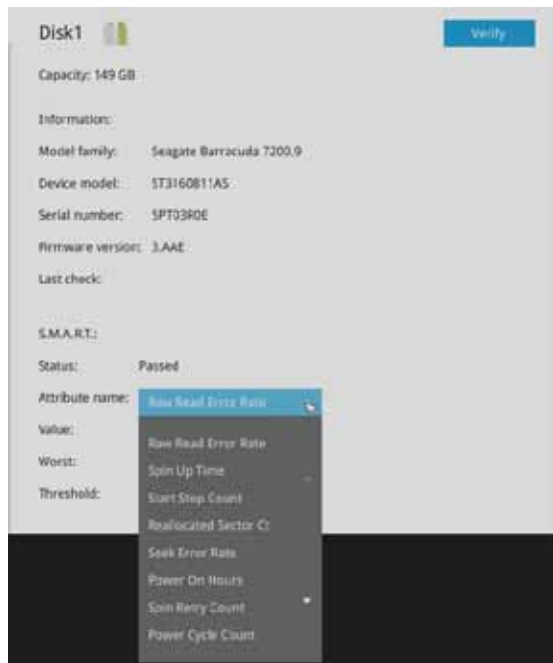 Disk1
Verify
Capacity: 149 GB
Information:
Model family: Seagate Barracuda 7200.9
Device model: ST3160811AS
Serial number: 5PT03R0E
Firmware version: 3.AAE
Last check:
S.M.A.R.T.:
Status: Passed
Attribute name: Raw Read Error Rate
Value:
Worst:
Threshold:
Raw Read Error Rate
Spin Up Time
Start Stop Count
Reallocated Sector Ct
Seek Error Rate
Power On Hours
Spin Retry Count
Power Cycle Count